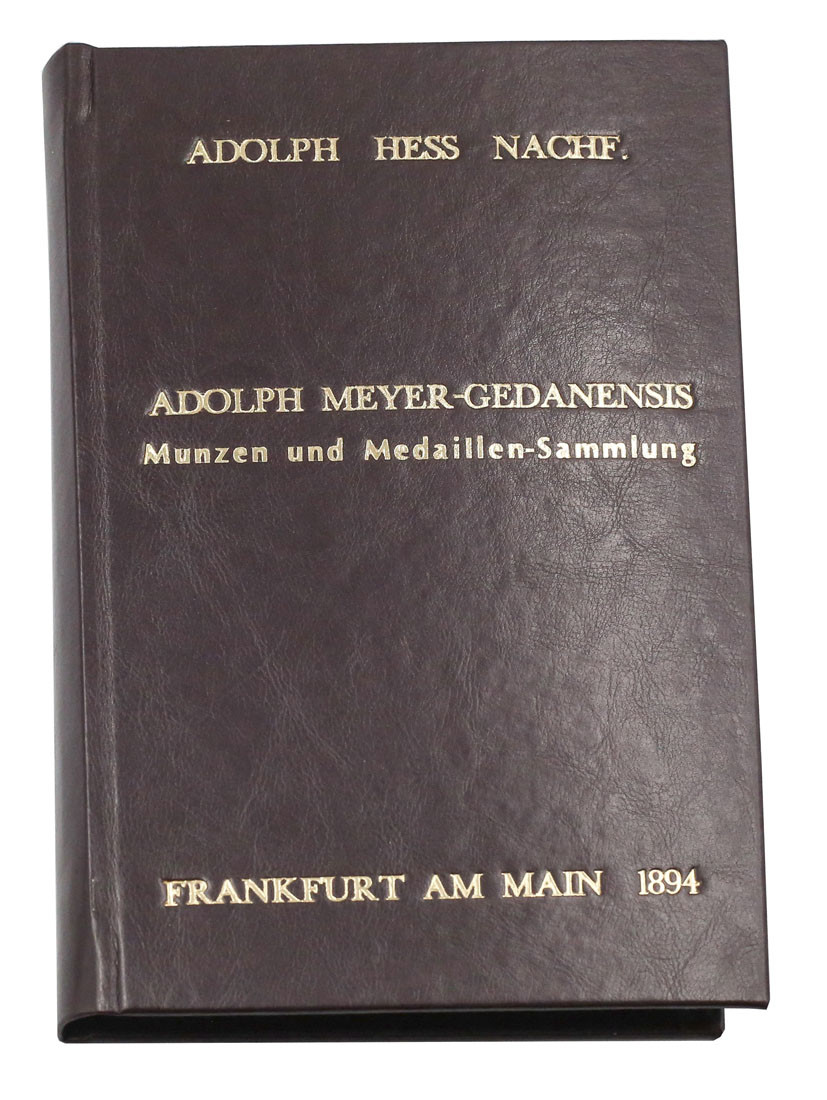 ADOLPH HESS NACHF.
ADOLPH MEYER-GEDANENSIS
Munzen und Medaillen-Sammlung
FRANKFURT AM MAIN 1894